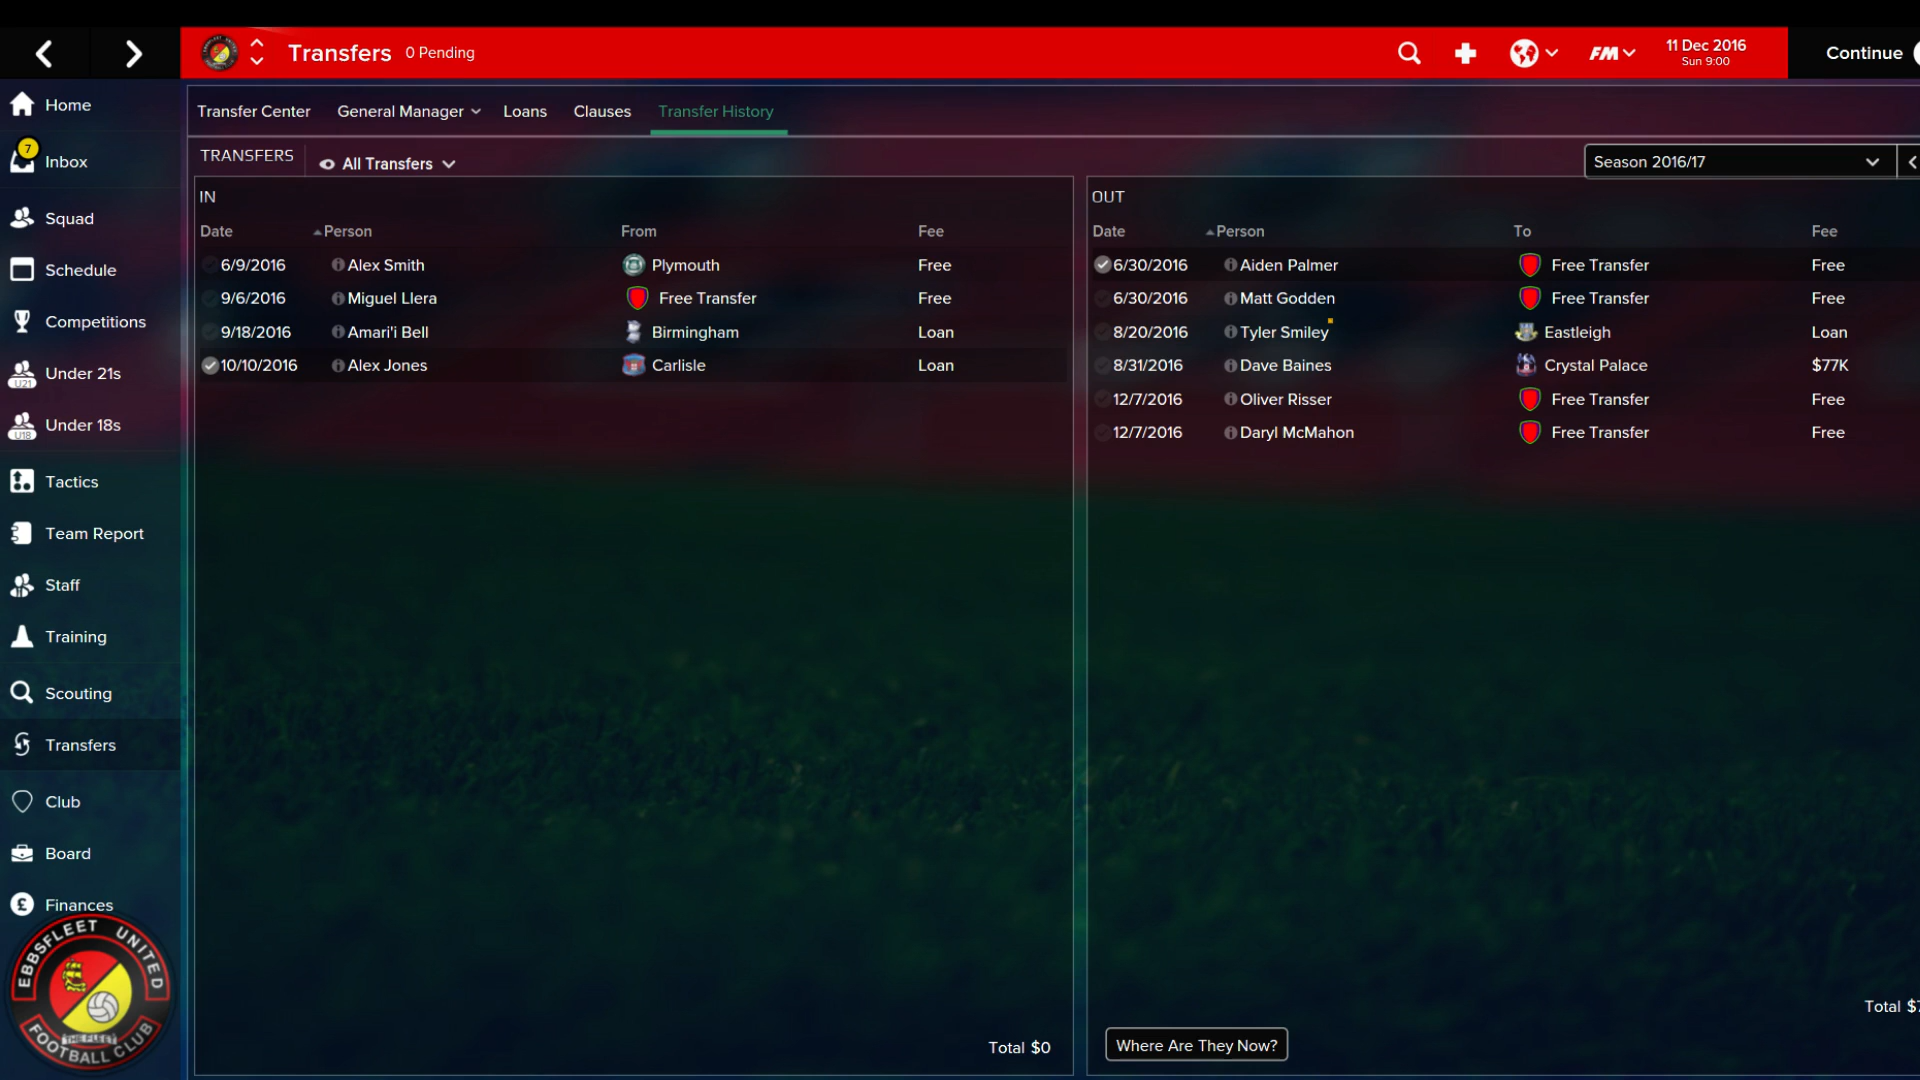 Transfers 0 Pending
FM
11 Dec 2016
Sun 9:00
Continue
Home
7
Inbox
Squad
Schedule
Competitions
U21
Under 21s
U18
Under 18s
Tactics
Team Report
Staff
Training
Scouting
Transfers
Club
Board
£ Finances
EBBSFLEET UNITED
THE FLEET
FOOTBALL CLUB
Transfer Center General Manager Loans Clauses Transfer History
TRANSFERS All Transfers Season 2016/17
IN
Date Person From Fee
6/9/2016 Alex Smith Plymouth Free
9/6/2016 Miguel Llera Free Transfer Free
9/18/2016 Amari'i Bell Birmingham Loan
10/10/2016 Alex Jones Carlisle Loan
Total $0
OUT
Date Person To Fee
6/30/2016 Aiden Palmer Free Transfer Free
6/30/2016 Matt Godden Free Transfer Free
8/20/2016 Tyler Smiley Eastleigh Loan
8/31/2016 Dave Baines Crystal Palace $77K
12/7/2016 Oliver Risser Free Transfer Free
12/7/2016 Daryl McMahon Free Transfer Free
Total
Where Are They Now?